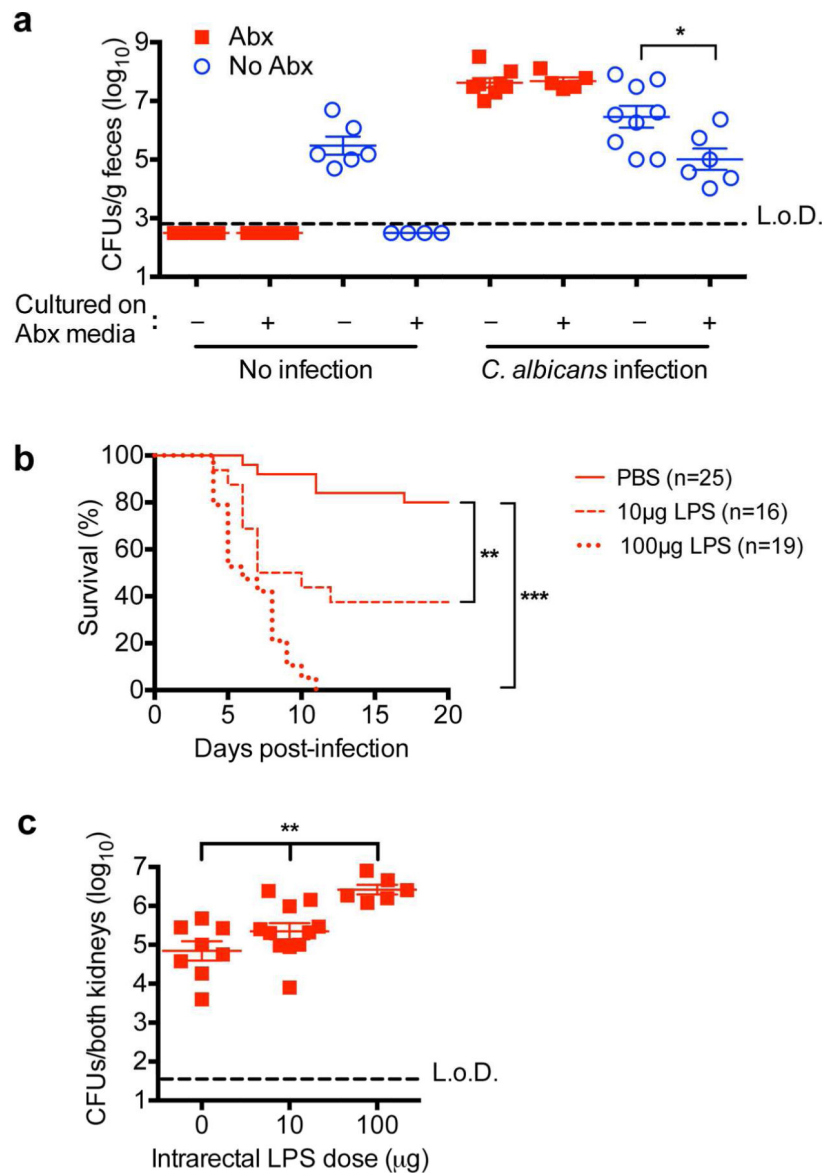 a
Abx
No Abx
CFUs/g feces (log10)
9
7
5
3
1
*
L.o.D.
Cultured on
Abx media
:
– + – + – + – +
No infection
C. albicans infection
b
Survival (%)
100
80
60
40
20
0
0 5 10 15 20
Days post-infection
PBS (n=25)
10μg LPS (n=16)
100μg LPS (n=19)
**
***
c
CFUs/both kidneys (log10)
7
6
5
4
3
2
1
**
L.o.D.
0 10 100
Intrarectal LPS dose (μg)